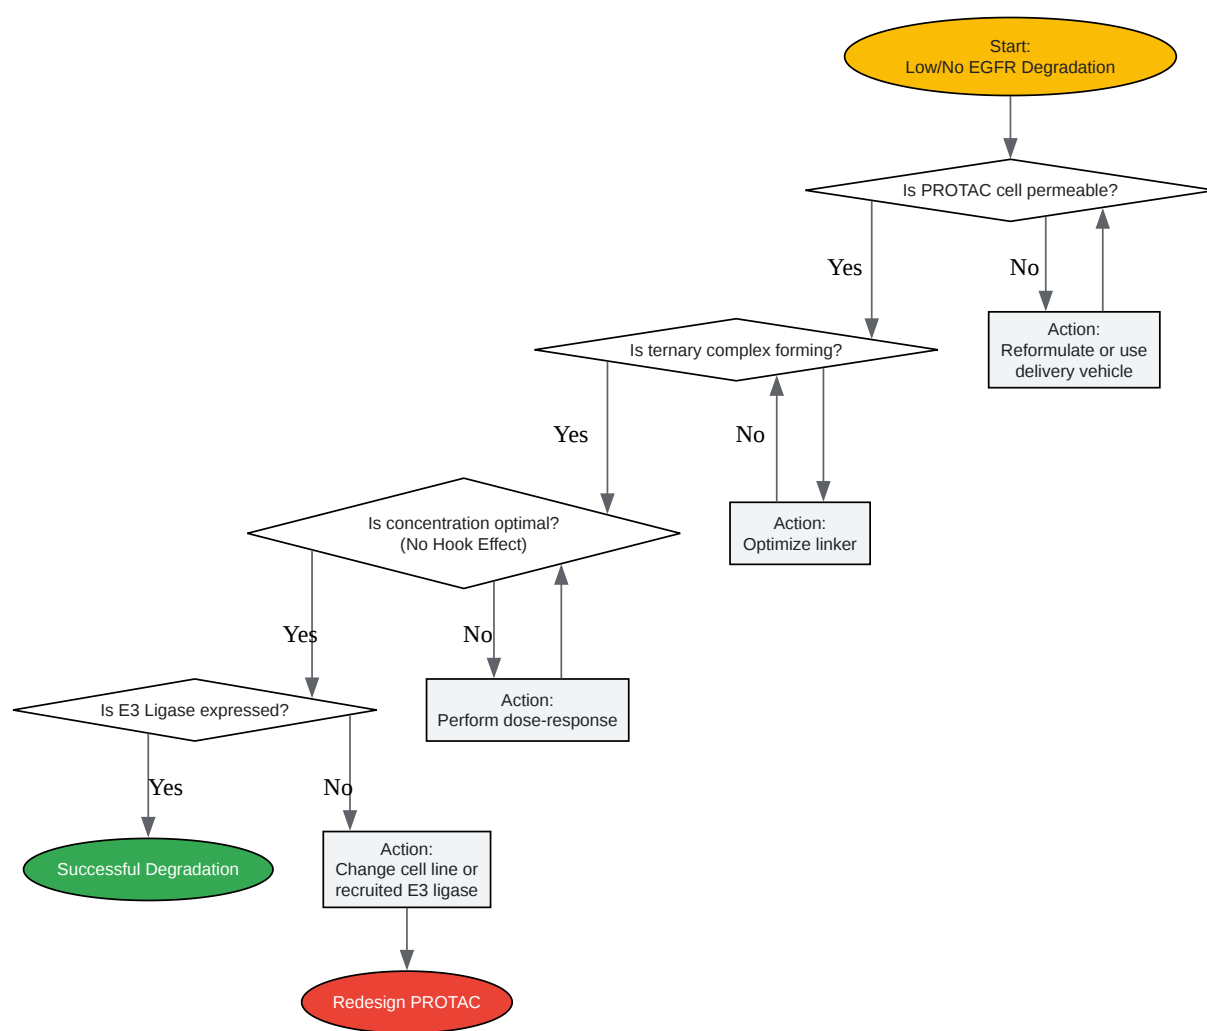 Start:
Low/No EGFR Degradation
Is PROTAC cell permeable?
Yes
No
Action:
Reformulate or use
delivery vehicle
Is ternary complex forming?
Yes
No
Action:
Optimize linker
Is concentration optimal?
(No Hook Effect)
Yes
No
Action:
Perform dose-response
Is E3 Ligase expressed?
Yes
No
Successful Degradation
Action:
Change cell line or
recruited E3 ligase
Redesign PROTAC